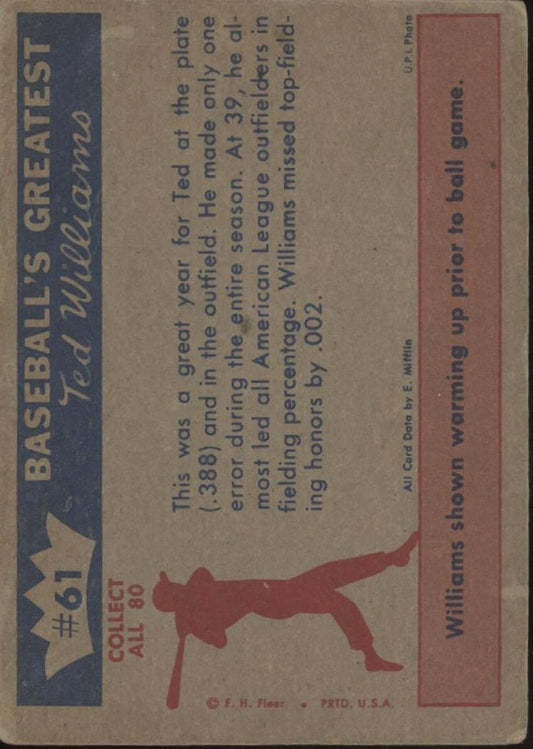 #61
BASEBALL'S GREATEST
Ted Williams
COLLECT
ALL 80
This was a great year for Ted at the plate
(.388) and in the outfield. He made only one
error during the entire season. At 39, he al-
most led all American League outfielders in
fielding percentage. Williams missed top-field-
ing honors by .002.
© F. H. Fleer • PRTD. U.S.A.
All Card Data by E. Mifflin
U.P.I. Photo
Williams shown warming up prior to ball game.